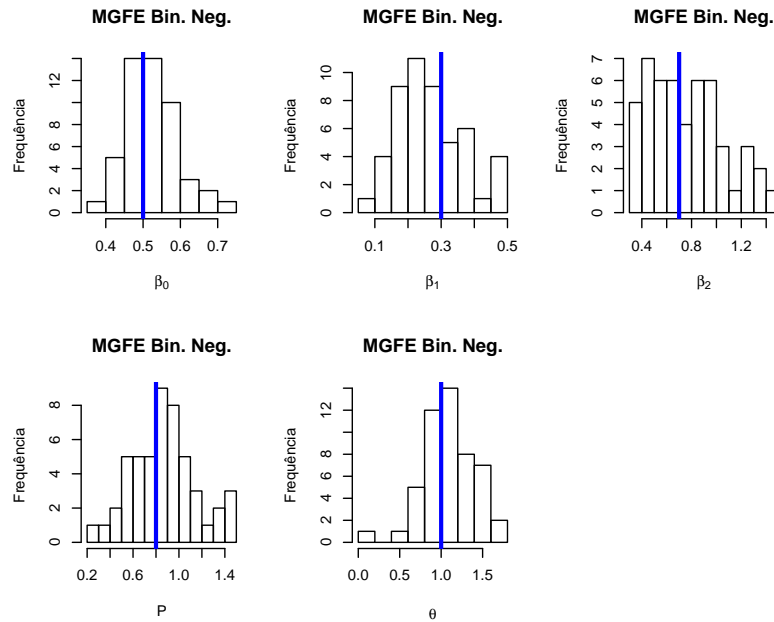 MGFE Bin. Neg.
Frequência
0 2 4 6 8 12
0.4 0.5 0.6 0.7
β0
MGFE Bin. Neg.
Frequência
0 2 4 6 8 10
0.1 0.3 0.5
β1
MGFE Bin. Neg.
Frequência
0 1 2 3 4 5 6 7
0.4 0.8 1.2
β2
MGFE Bin. Neg.
Frequência
0 2 4 6 8
0.2 0.6 1.0 1.4
P
MGFE Bin. Neg.
Frequência
0 2 4 6 8 12
0.0 0.5 1.0 1.5
θ